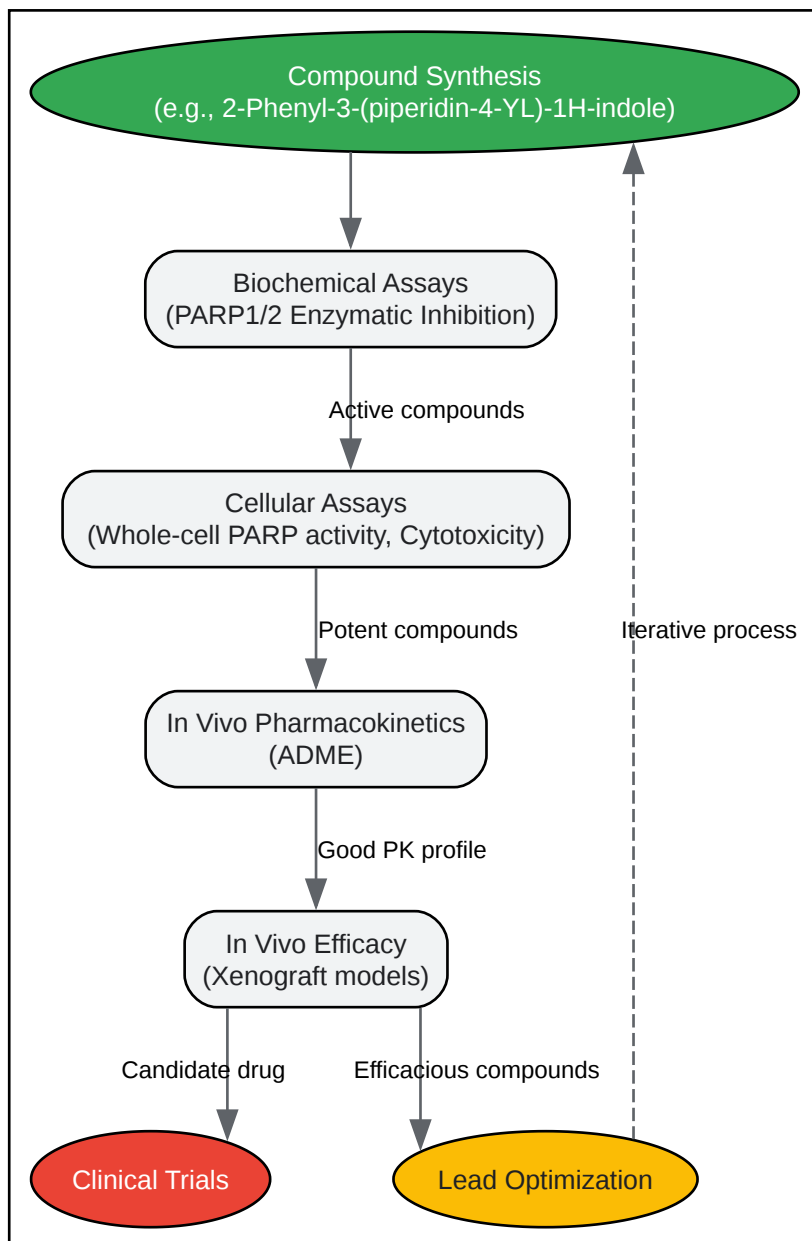 Compound Synthesis
(e.g., 2-Phenyl-3-(piperidin-4-YL)-1H-indole)
Biochemical Assays
(PARP1/2 Enzymatic Inhibition)
Active compounds
Cellular Assays
(Whole-cell PARP activity, Cytotoxicity)
Potent compounds
Iterative process
In Vivo Pharmacokinetics
(ADME)
Good PK profile
In Vivo Efficacy
(Xenograft models)
Candidate drug
Efficacious compounds
Clinical Trials
Lead Optimization